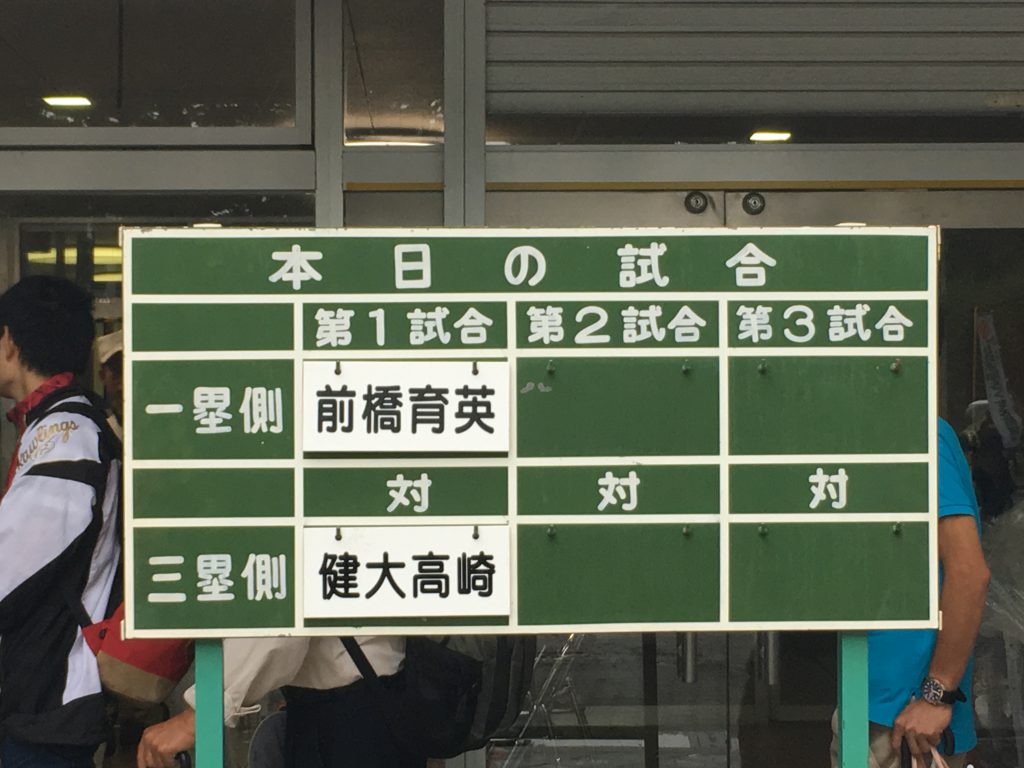 本日の試合
第1試合 第2試合 第3試合
一塁側 前橋育英
対 対 対
三塁側 健大高崎
Rawlings